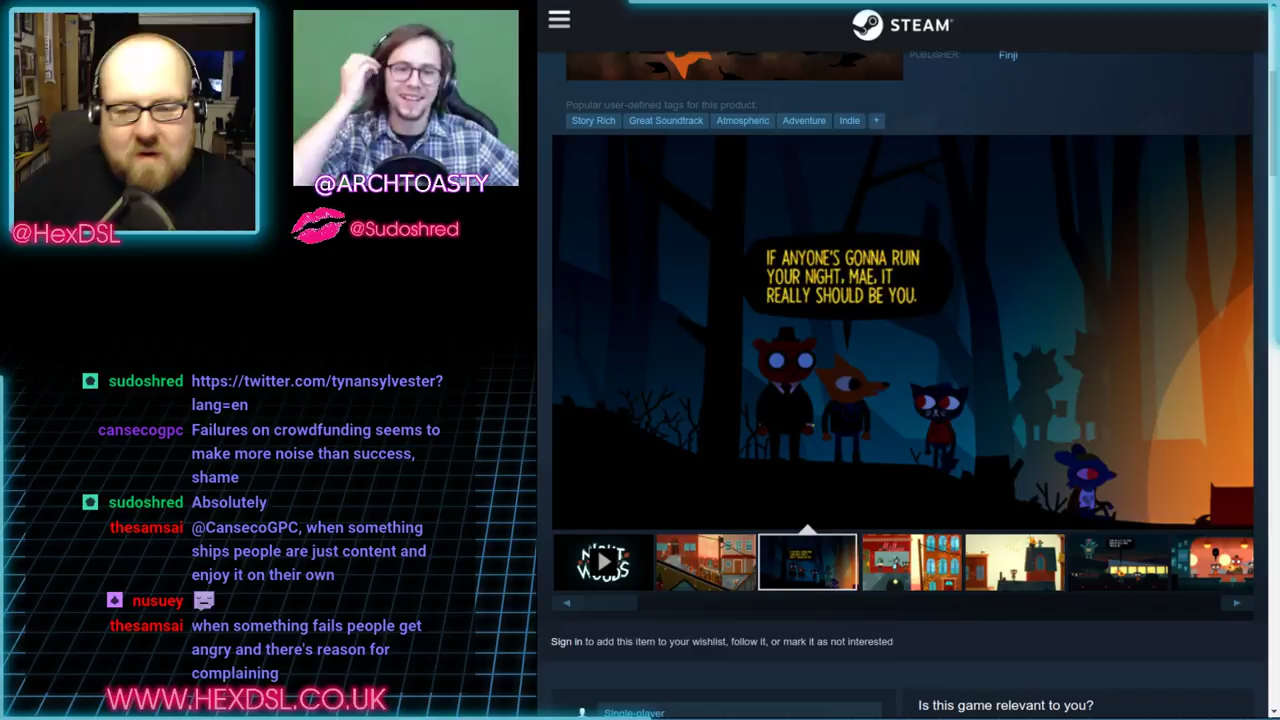 @HexDSL
@ARCHTOASTY
@Sudoshred
sudoshred https://twitter.com/tynansylvester?
lang=en
cansecogpc Failures on crowdfunding seems to
make more noise than success,
shame
sudoshred Absolutely
thesamsai @CansecoGPC, when something
ships people are just content and
enjoy it on their own
nusuey
thesamsai when something fails people get
angry and there's reason for
complaining
WWW.HEXDSL.CO.UK
STEAM
PUBLISHER: Finji
Popular user-defined tags for this product:
Story Rich Great Soundtrack Atmospheric Adventure Indie +
IF ANYONE'S GONNA RUIN
YOUR NIGHT, MAE, IT
REALLY SHOULD BE YOU.
NIGHT
WOODS
Sign in to add this item to your wishlist, follow it, or mark it as not interested
Single-player
Is this game relevant to you?